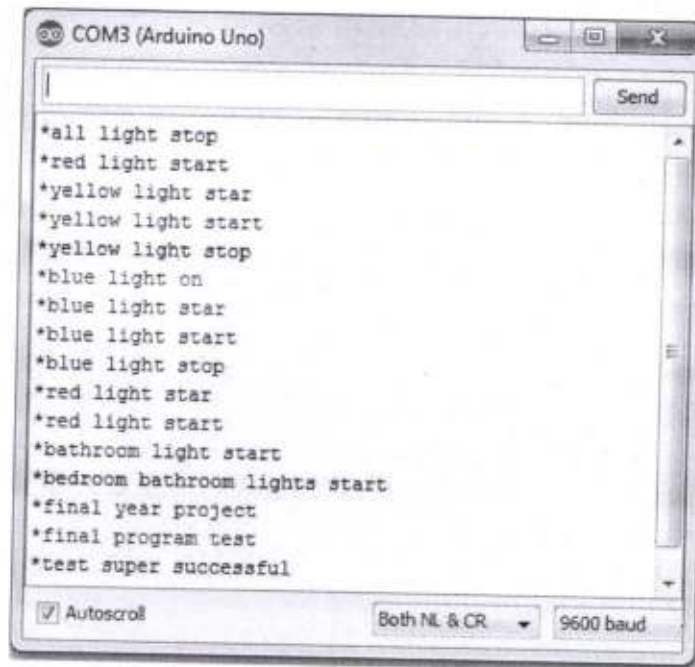 COM3 (Arduino Uno)
Send
*all light stop
*red light start
*yellow light star
*yellow light start
*yellow light stop
*blue light on
*blue light star
*blue light start
*blue light stop
*red light star
*red light start
*bathroom light start
*bedroom bathroom lights start
*final year project
*final program test
*test super successful
Autoscroll
Both NL & CR
9600 baud